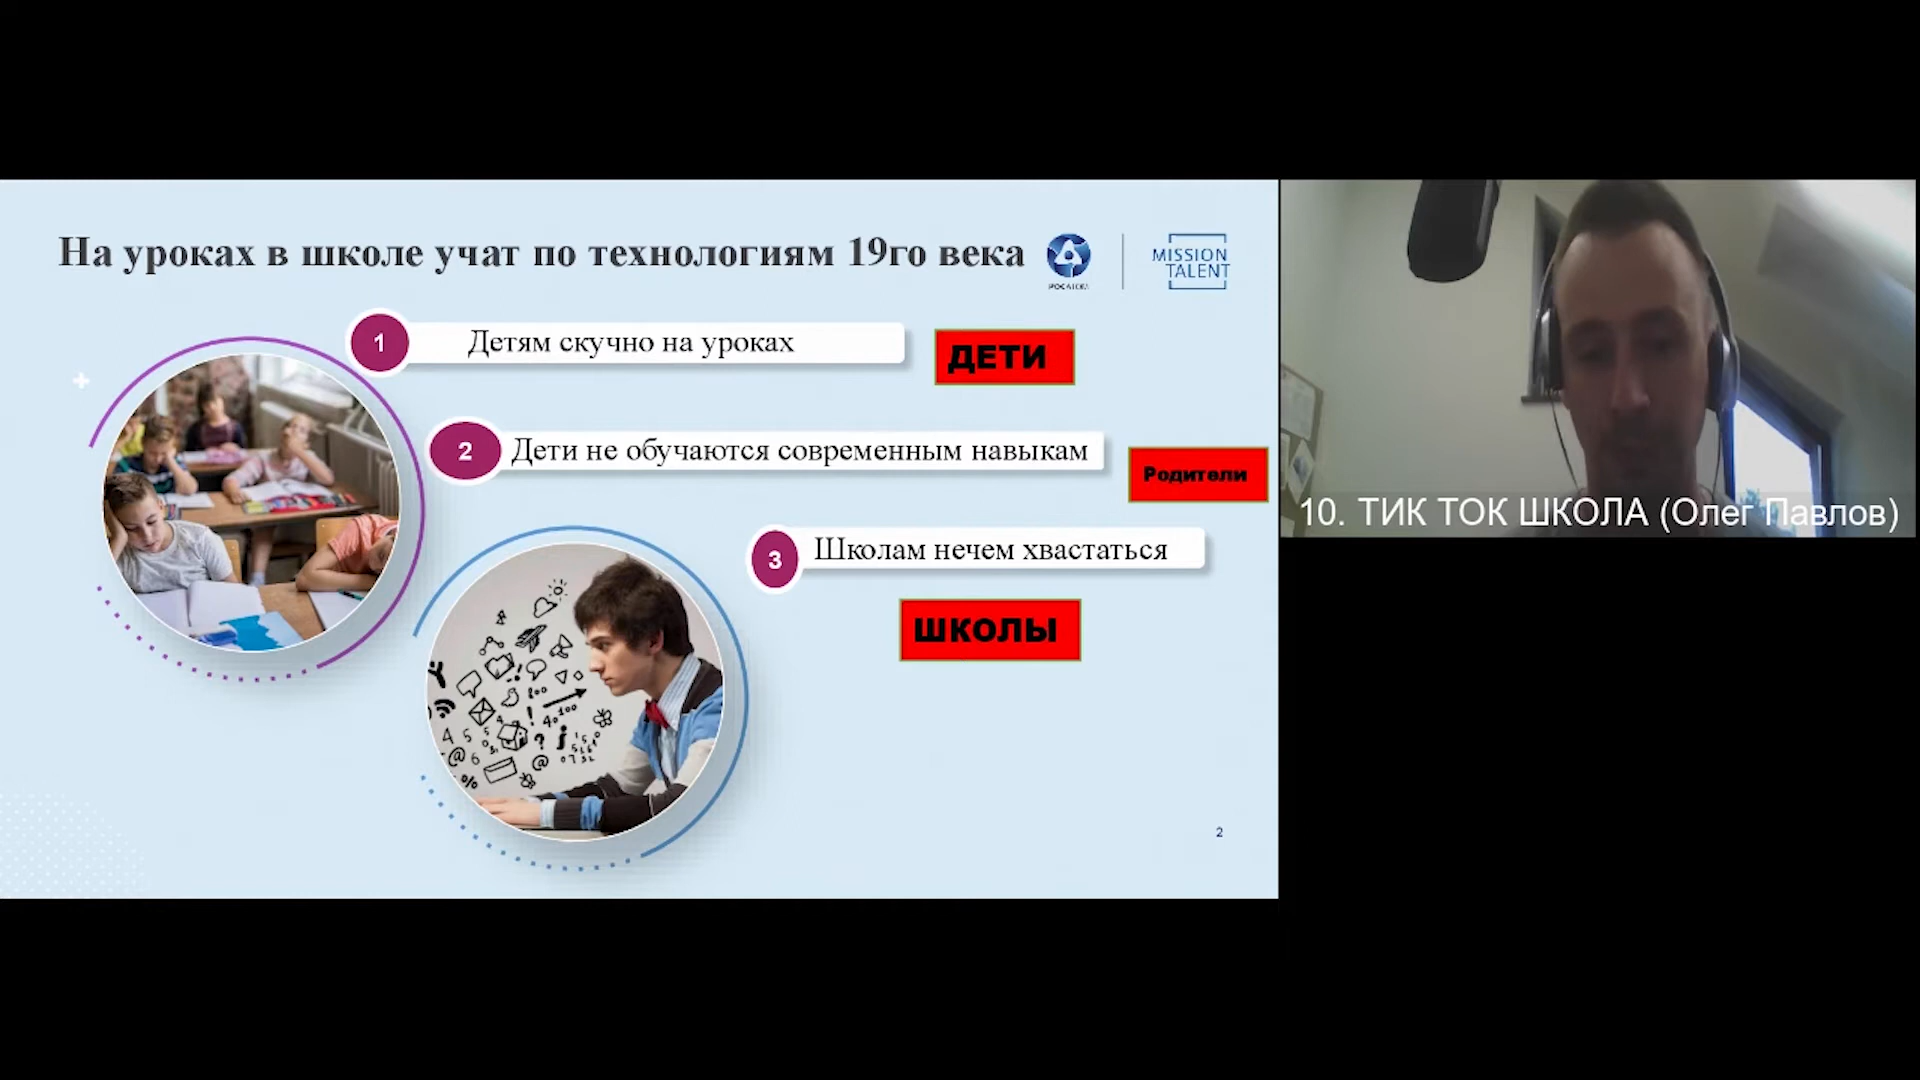 На уроках в школе учат по технологиям 19го века
РОСАТОМ
MISSION
TALENT
1
Детям скучно на уроках
ДЕТИ
2
Дети не обучаются современным навыкам
Родители
3
Школам нечем хвастаться
ШКОЛЫ
2
10. ТИК ТОК ШКОЛА (Олег Павлов)